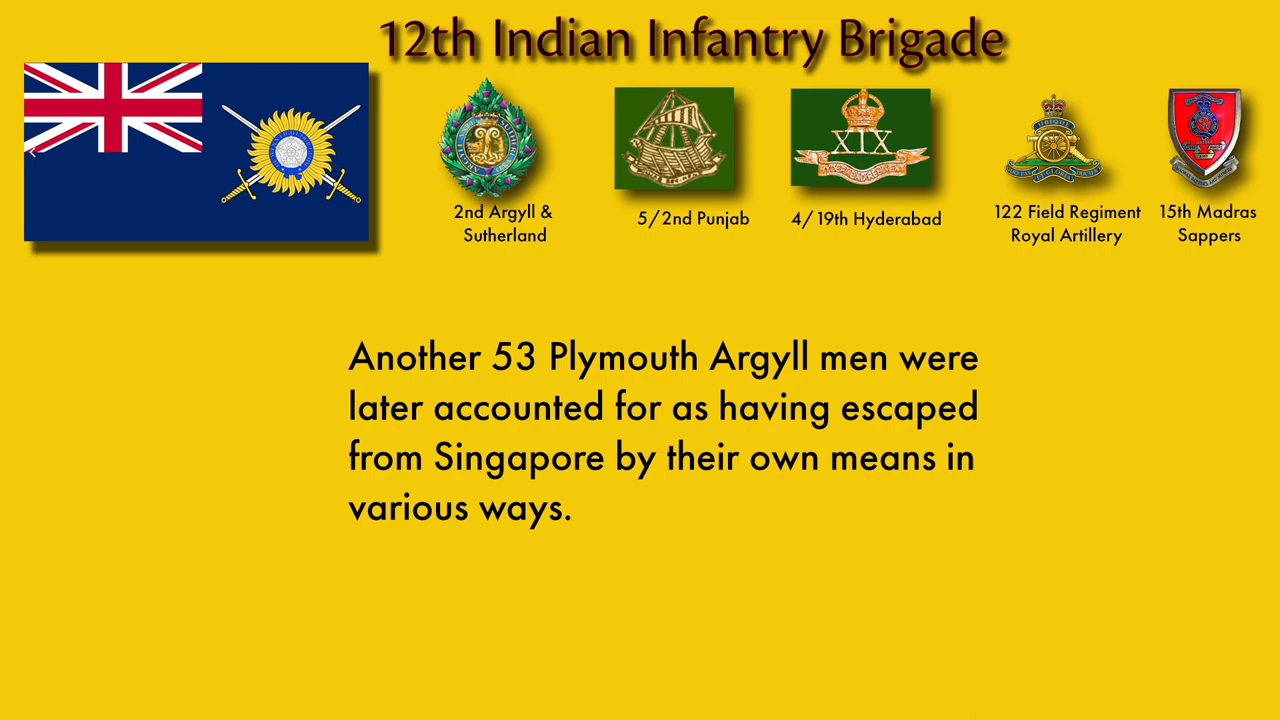 12th Indian Infantry Brigade
2nd Argyll &
Sutherland
5/2nd Punjab
4/19th Hyderabad
122 Field Regiment
Royal Artillery
15th Madras
Sappers
XIX
UBIQUE
Another 53 Plymouth Argyll men were
later accounted for as having escaped
from Singapore by their own means in
various ways.